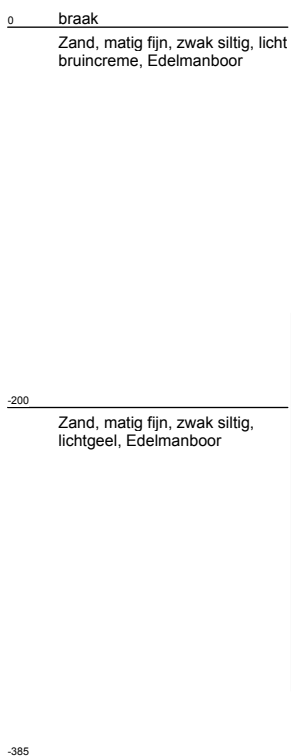 0 braak
Zand, matig fijn, zwak siltig, licht
bruincreme, Edelmanboor
-200
Zand, matig fijn, zwak siltig,
lichtgeel, Edelmanboor
-385